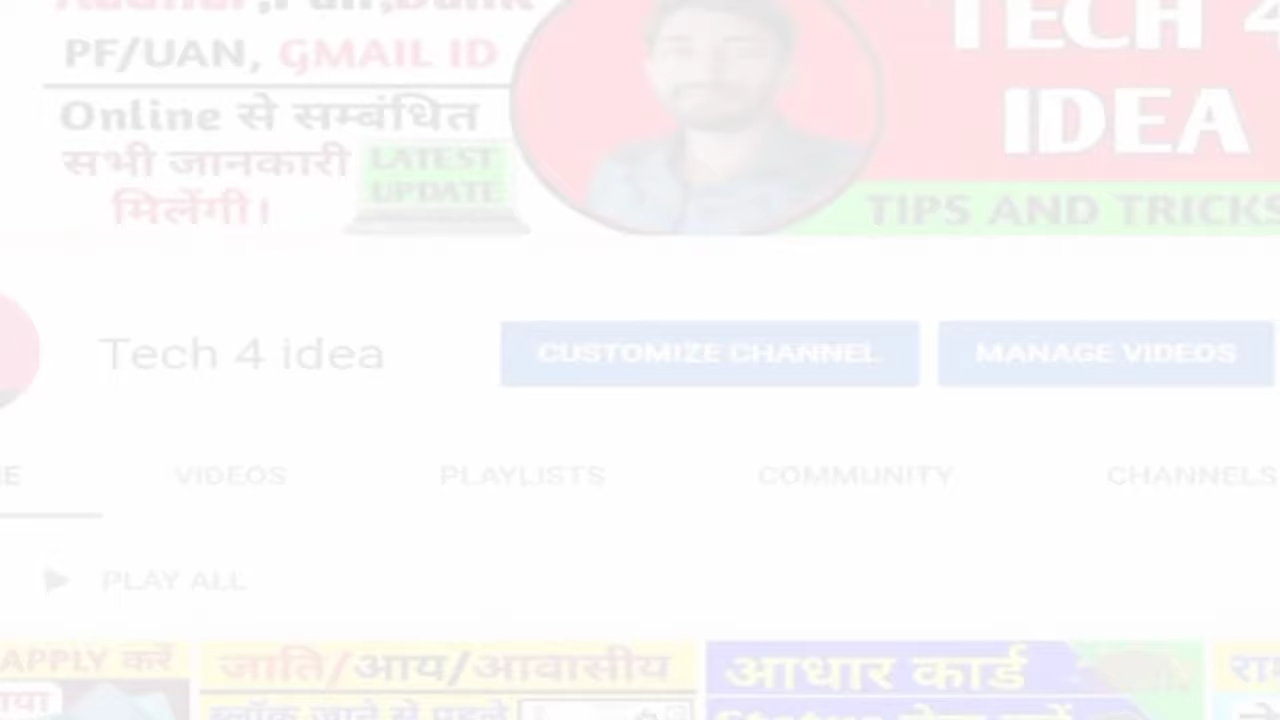 PF/UAN, GMAIL ID
Online से सम्बंधित
सभी जानकारी
मिलेंगी।
LATEST
UPDATE
TECH 4
IDEA
TIPS AND TRICKS
Tech 4 idea
CUSTOMIZE CHANNEL
MANAGE VIDEOS
VIDEOS
PLAYLISTS
COMMUNITY
CHANNELS
PLAY ALL
APPLY करें
जाति/आय/आवासीय
ब्लॉक जाने से पहले
आधार कार्ड